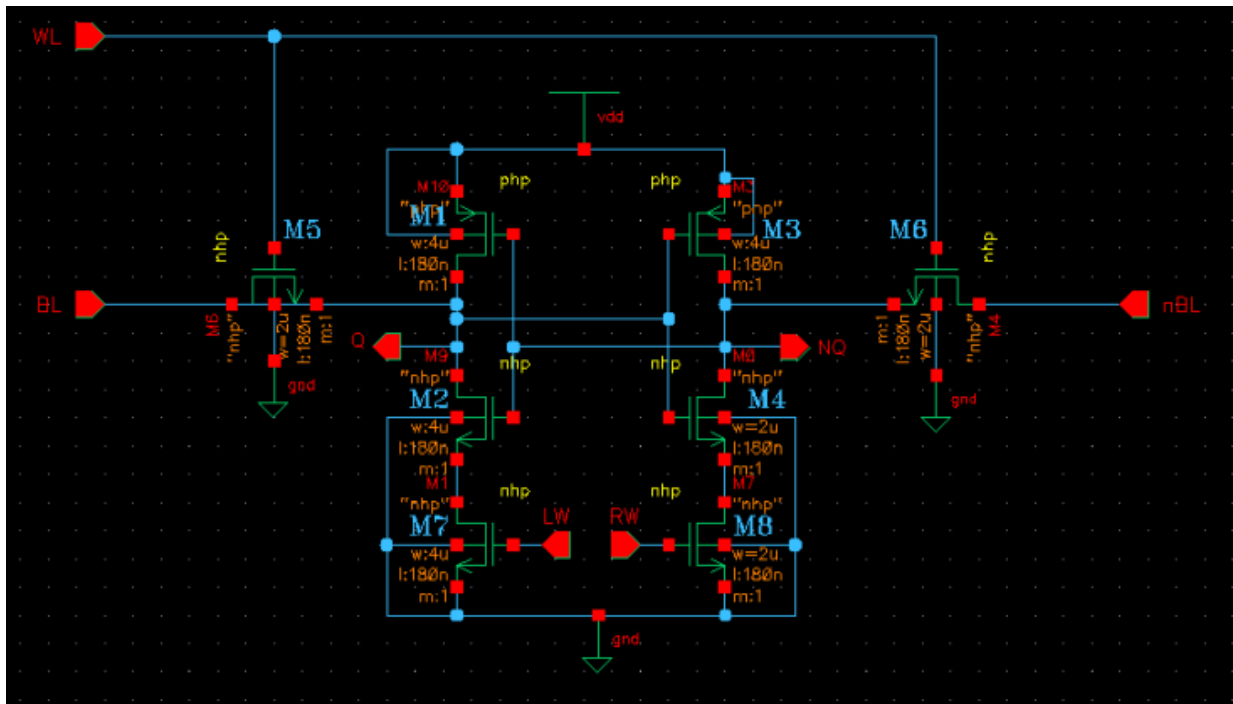 WL
vdd
php
php
M10
M3
"php"
"php"
M1
M3
w:4u
w:4u
l:180n
l:180n
m:1
m:1
M5
M6
nhp
nhp
BL
nBL
M6
"nhp"
w=2u
l:180n
m:1
gnd
m:1
l:180n
w=2u
"nhp"
M4
gnd
Q
NQ
M9
M0
nhp
nhp
"nhp"
"nhp"
M2
M4
w:4u
w=2u
l:180n
l:180n
m:1
m:1
M1
M7
nhp
nhp
"nhp"
"nhp"
LW
RW
M7
M8
w:4u
w=2u
l:180n
l:180n
m:1
m:1
gnd